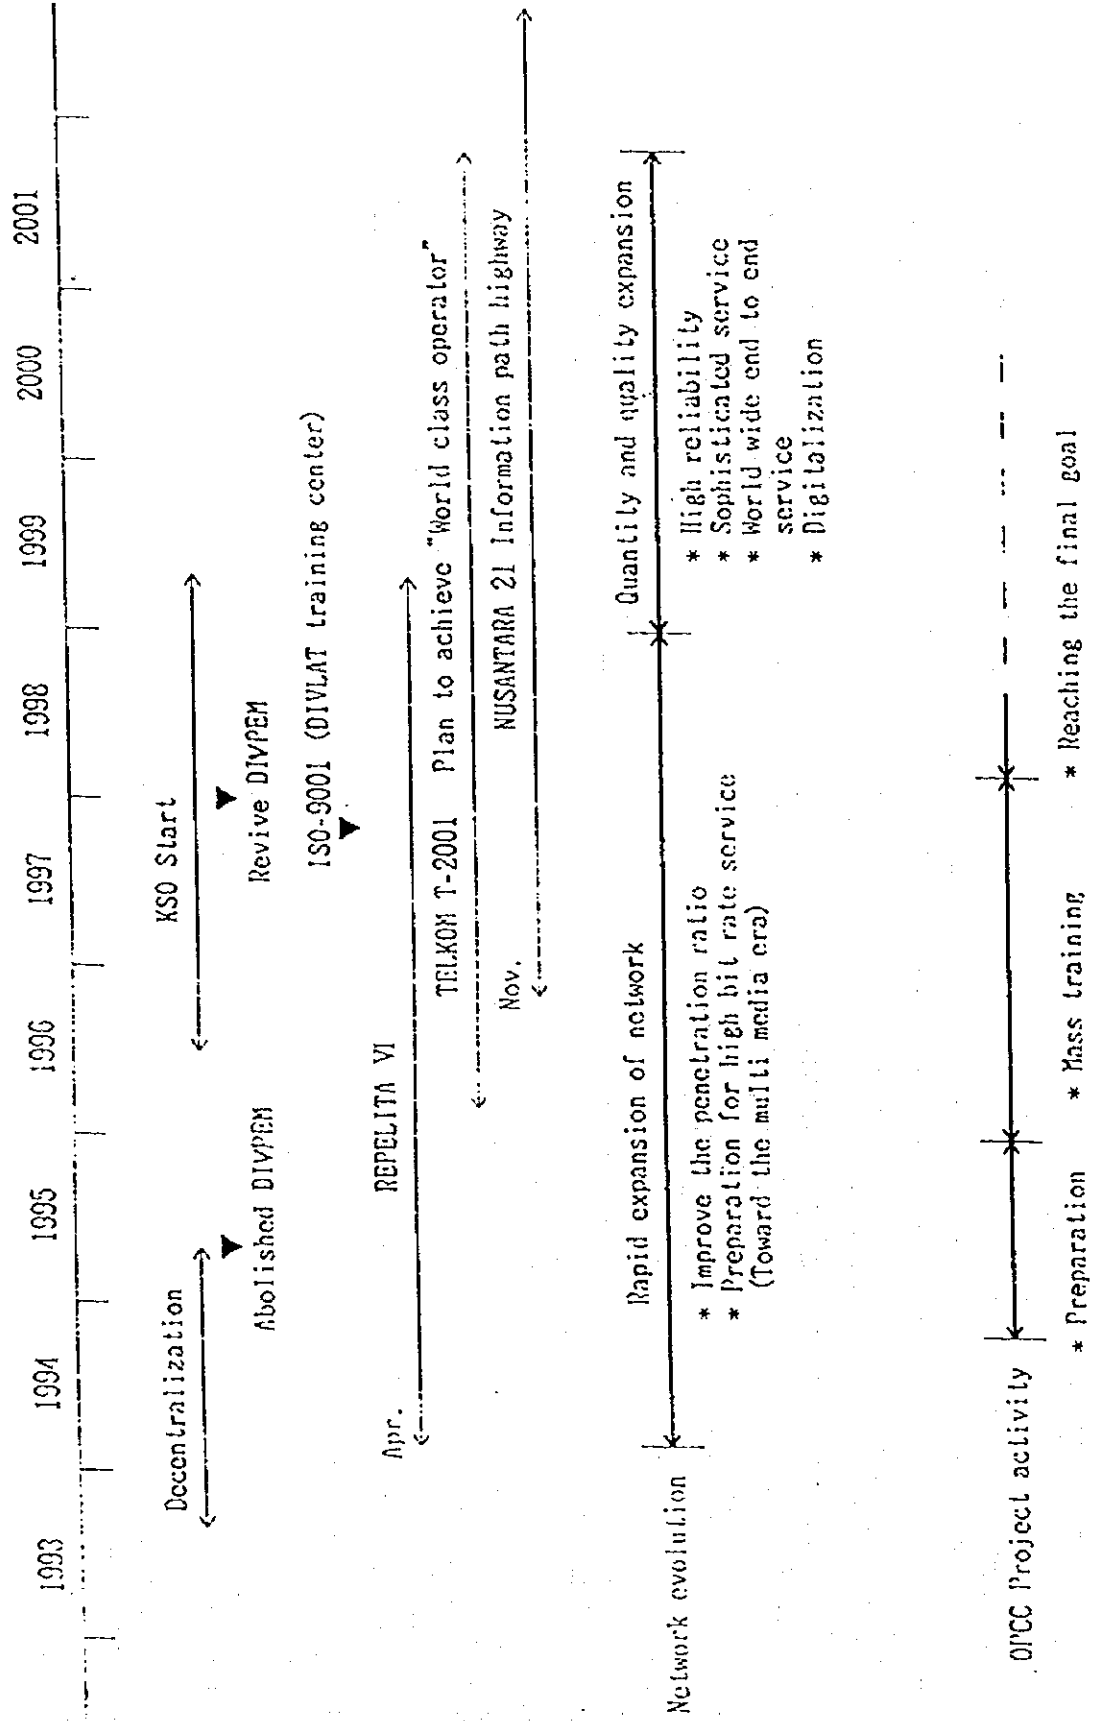 1993 1994 1995 1996 1997 1998 1999 2000 2001
Decentralization
KSO Start
Abolished DIVPEM
Revive DIVPEM
ISO-9001 (DIVLAT training center)
Apr.
REPELITA VI
TELKOM T-2001 Plan to achieve "World class operator"
Nov.
NUSANTARA 21 Information path highway
Network evolution
Rapid expansion of network
* Improve the penetration ratio
* Preparation for high bit rate service
(Toward the multi media era)
Quantily and quality expansion
* High reliability
* Sophisticated service
* World wide end to end
service
* Digitalization
OPCC Project activity
* Preparation
* Mass training
* Reaching the final goal